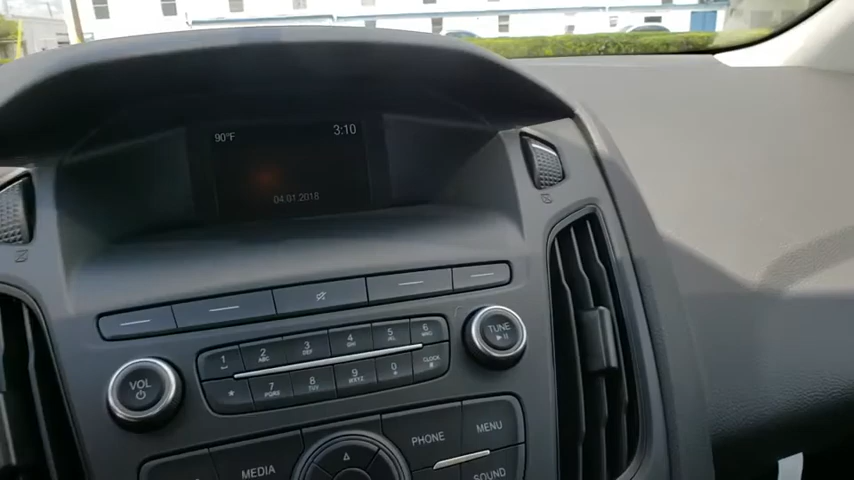 90°F 3:10
04.01.2018
1 2 ABC 3 DEF 4 GHI 5 JKL 6 MNO
* 7 PQRS 8 TUV 9 WXYZ 0 + CLOCK #
VOL
TUNE
PHONE MENU
MEDIA SOUND